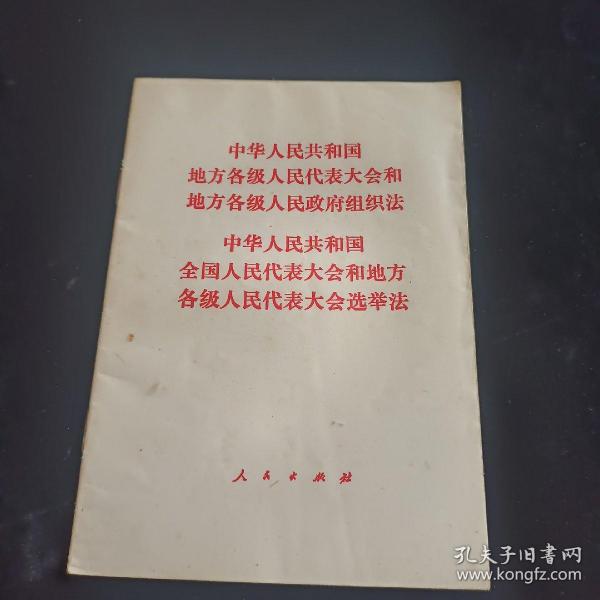 中华人民共和国
地方各级人民代表大会和
地方各级人民政府组织法
中华人民共和国
全国人民代表大会和地方
各级人民代表大会选举法
人民出版社
孔夫子旧书网
www.kongfz.com